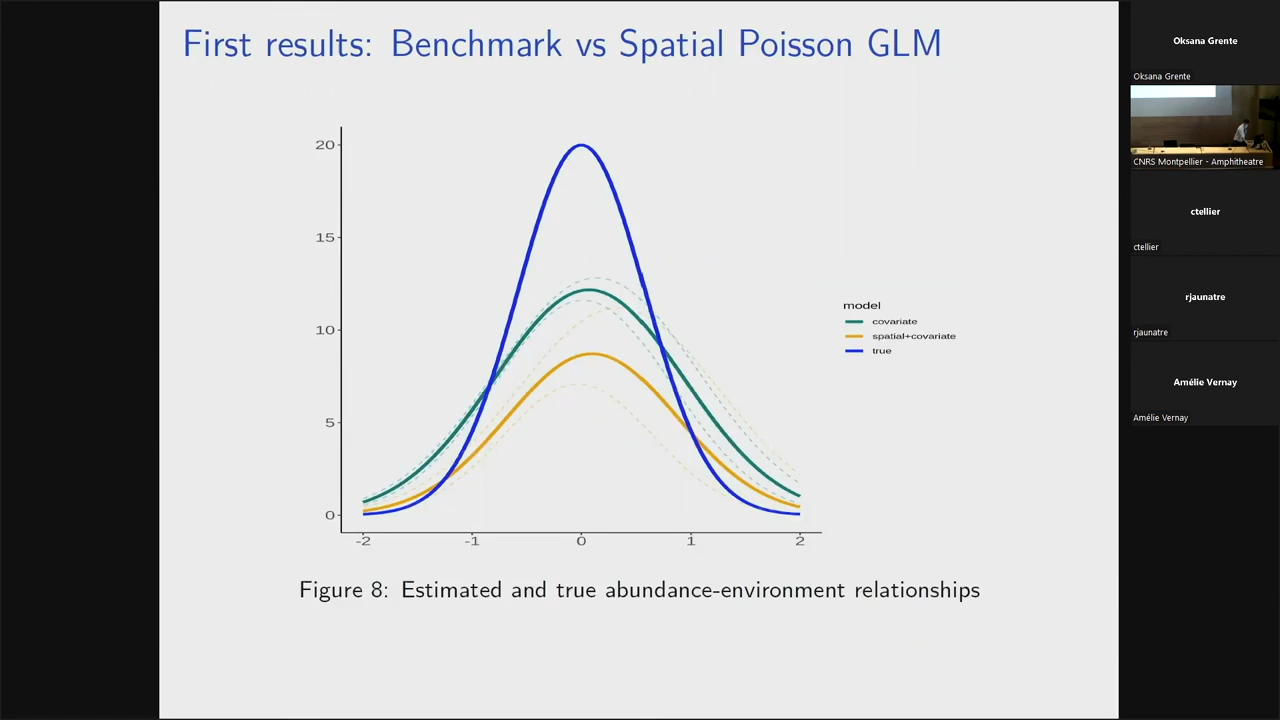 First results: Benchmark vs Spatial Poisson GLM
20
15
10
5
0
-2 -1 0 1 2
model
covariate
spatial+covariate
true
Figure 8: Estimated and true abundance-environment relationships
Oksana Grente
Oksana Grente
CNRS Montpellier - Amphitheatre
ctellier
ctellier
rjaunatre
rjaunatre
Amélie Vernay
Amélie Vernay